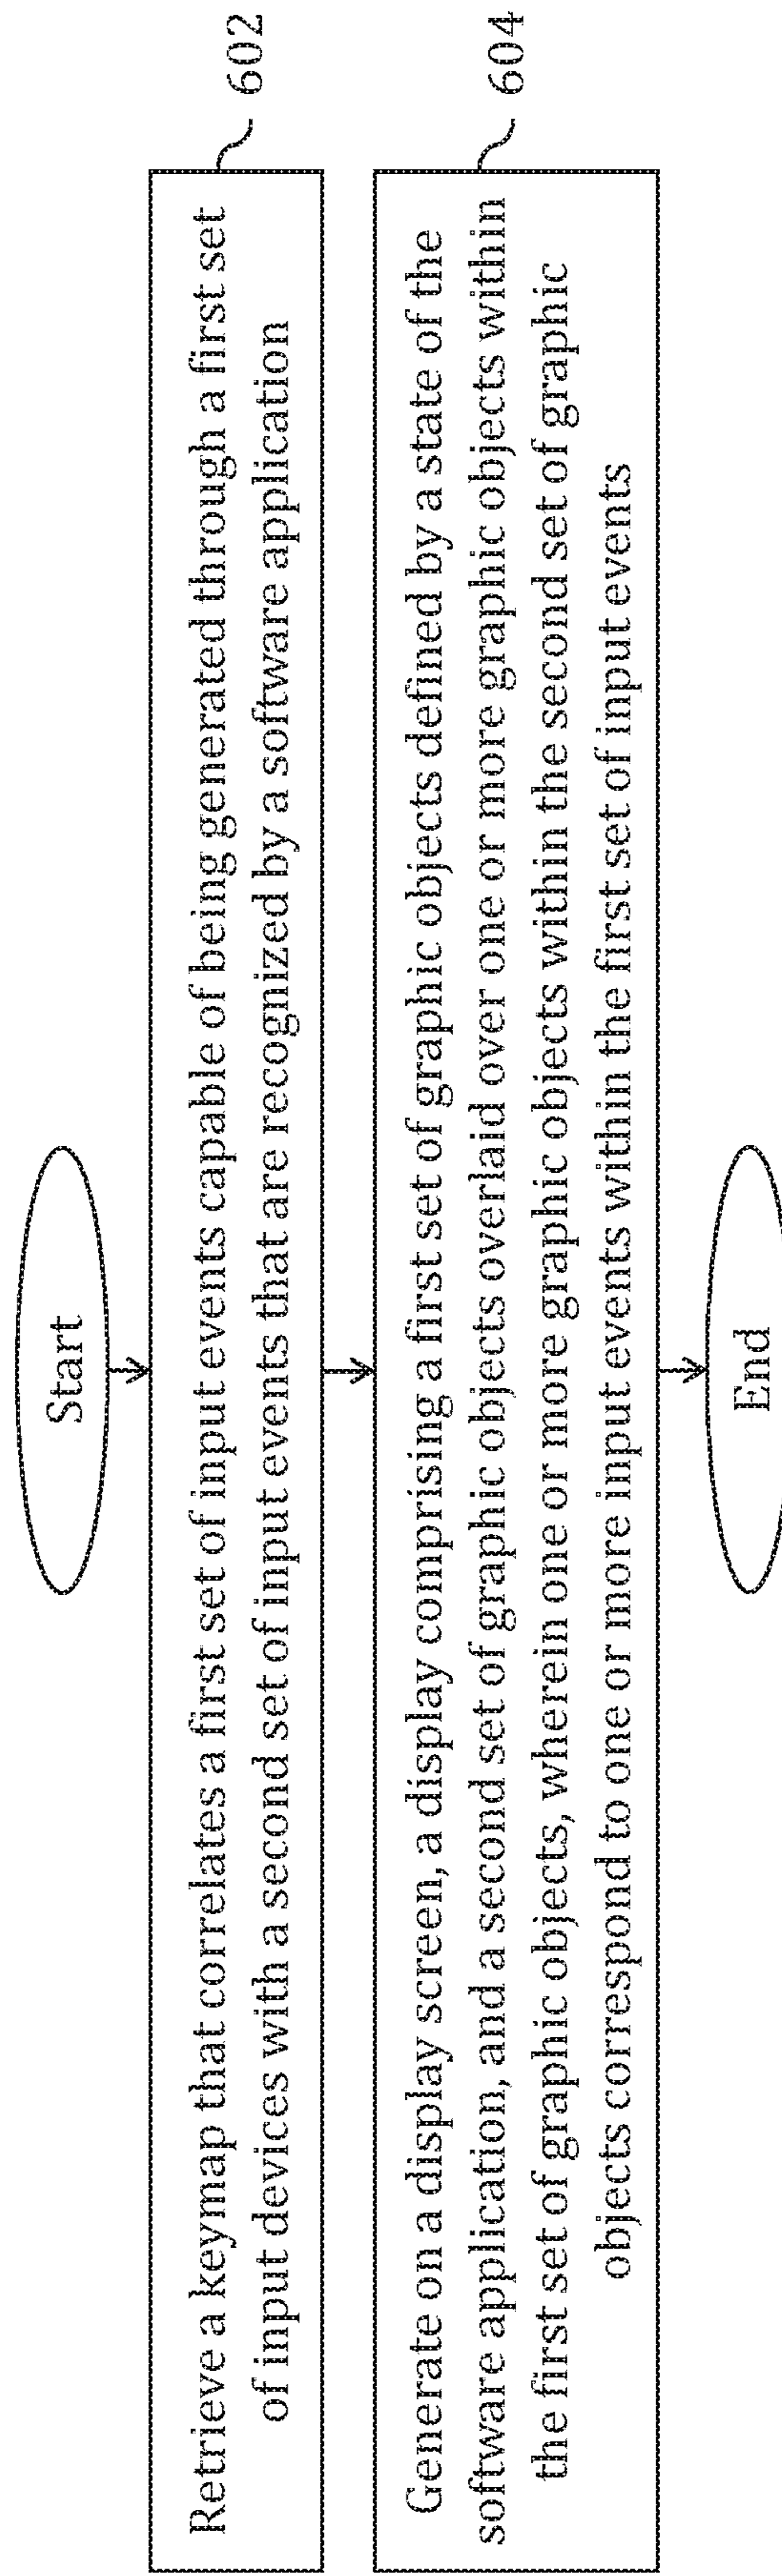 Start
Retrieve a keymap that correlates a first set of input events capable of being generated through a first set
of input devices with a second set of input events that are recognized by a software application
602
Generate on a display screen, a display comprising a first set of graphic objects defined by a state of the
software application, and a second set of graphic objects overlaid over one or more graphic objects within
the first set of graphic objects, wherein one or more graphic objects within the second set of graphic
objects correspond to one or more input events within the first set of input events
604
End